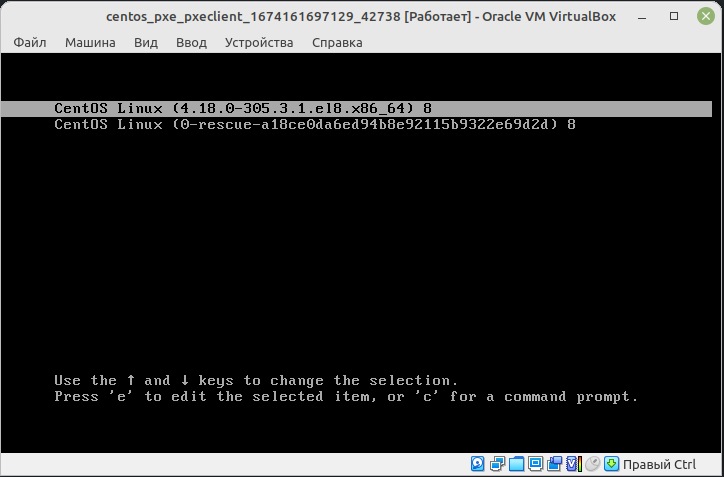 centos_pxe_pxeclient_1674161697129_42738 [Работает] - Oracle VM VirtualBox
Файл Машина Вид Ввод Устройства Справка
CentOS Linux (4.18.0-305.3.1.el8.x86_64) 8
CentOS Linux (0-rescue-a18ce0da6ed94b8e92115b9322e69d2d) 8
Use the ↑ and ↓ keys to change the selection.
Press 'e' to edit the selected item, or 'c' for a command prompt.
Правый Ctrl